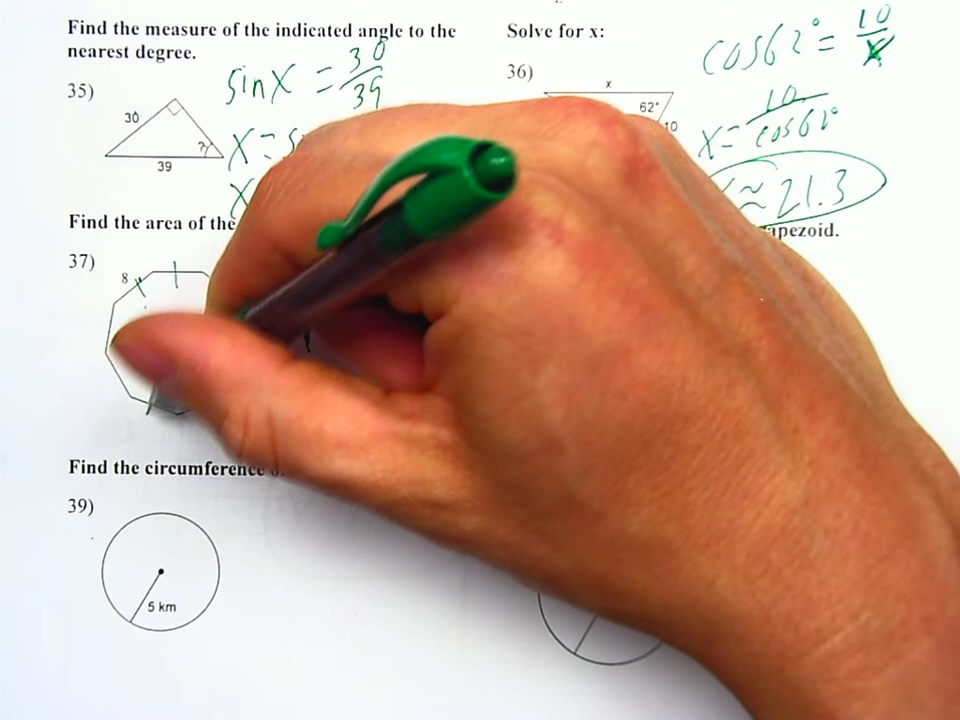 Find the measure of the indicated angle to the
nearest degree.
35)
30
39
?
sin x = 30/39
x = s
x
Solve for x:
36)
x
62°
10
cos 62° = 10/x
x = 10/cos 62°
≈ 21.3
Find the area of the
37)
8
apezoid.
Find the circumference
39)
5 km